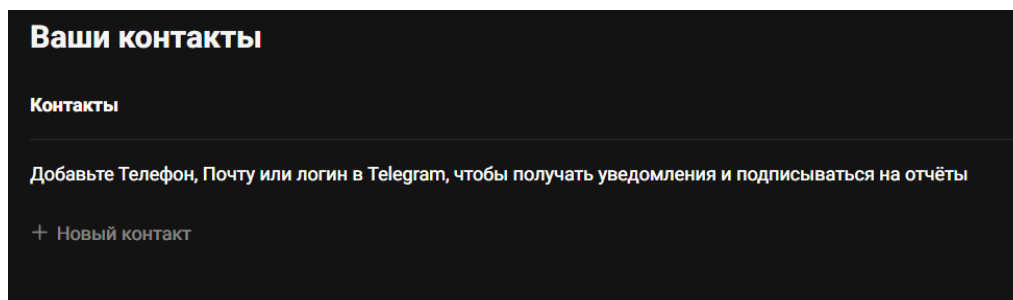 Ваши контакты
Контакты
Добавьте Телефон, Почту или логин в Telegram, чтобы получать уведомления и подписываться на отчёты
+ Новый контакт